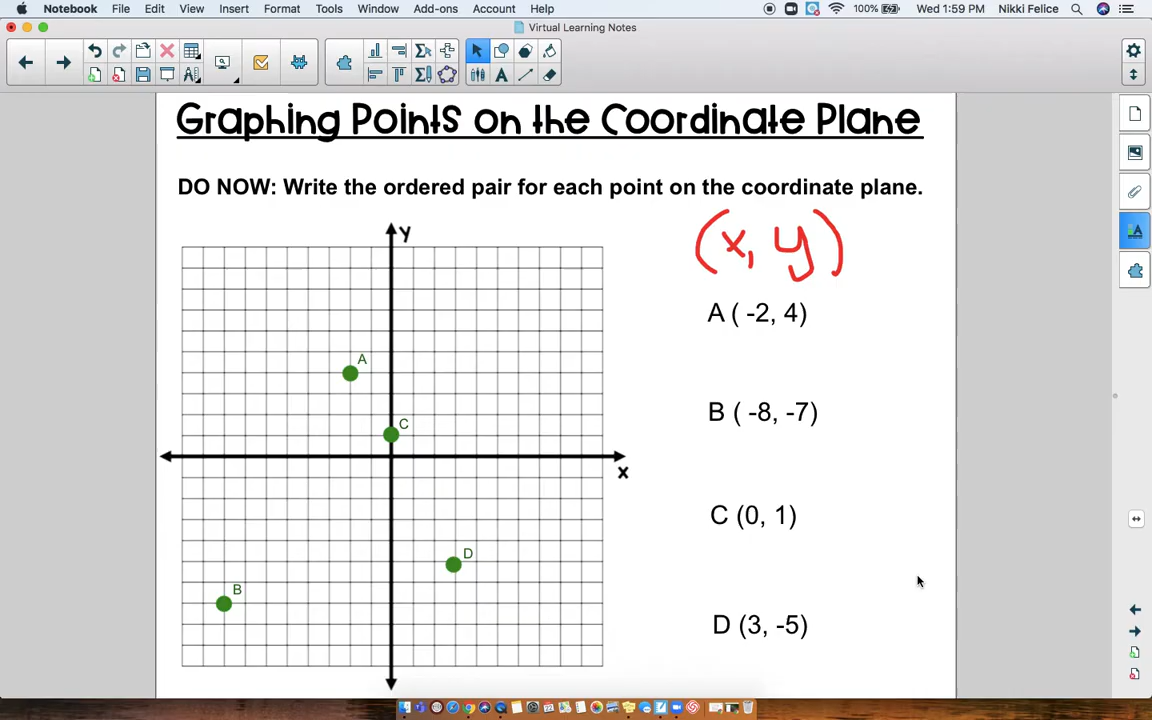 Notebook File Edit View Insert Format Tools Window Add-ons Account Help 100% Wed 1:59 PM Nikki Felice
Virtual Learning Notes
Graphing Points on the Coordinate Plane
DO NOW: Write the ordered pair for each point on the coordinate plane.
(x, y)
y
A ( -2, 4)
A
B ( -8, -7)
C
x
C (0, 1)
D
B
D (3, -5)